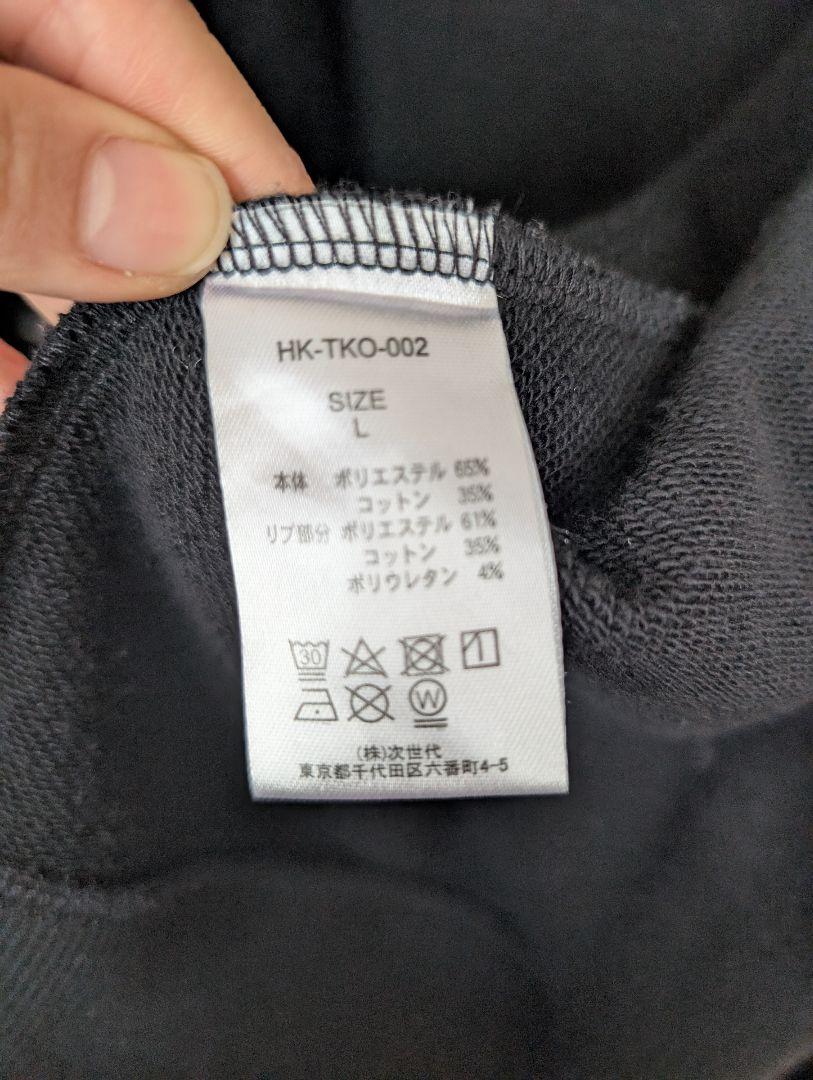 HK-TKO-002
SIZE
L
本体 ポリエステル 65%
コットン 35%
リブ部分 ポリエステル 61%
コットン 35%
ポリウレタン 4%
30
W
(株)次世代
東京都千代田区六番町4-5